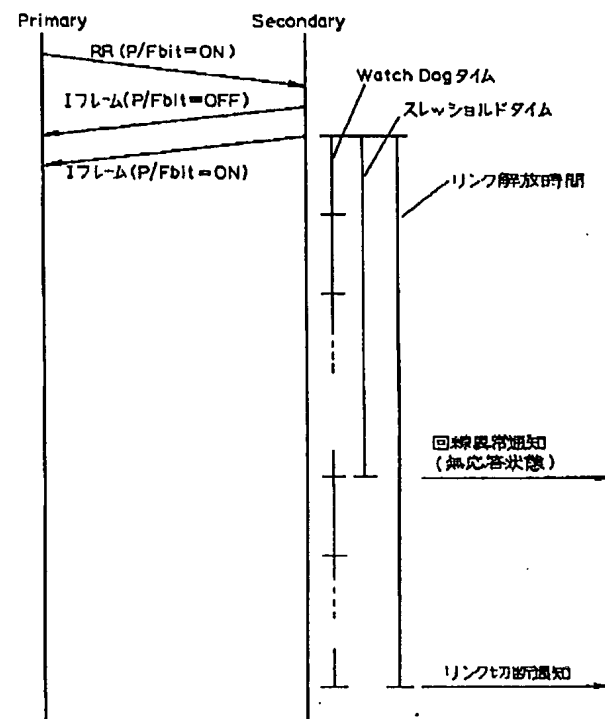 Primary
Secondary
RR (P/Fbit=ON)
Iフレーム(P/Fbit=OFF)
Iフレーム(P/Fbit=ON)
Watch Dogタイム
スレッショルドタイム
リンク解放時間
回線異常通知
(無応答状態)
リンク切断通知